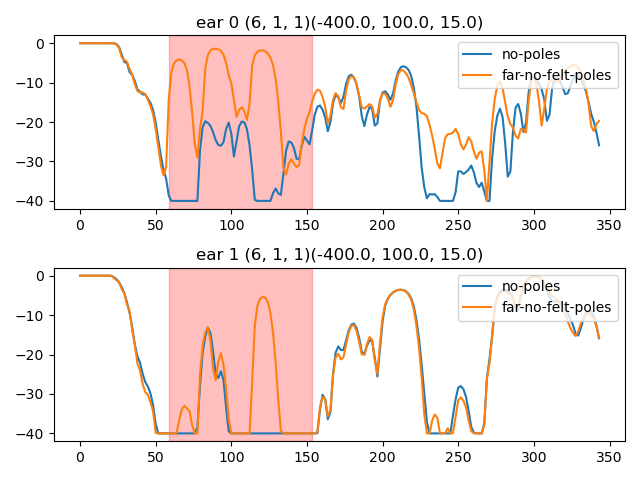 ear 0 (6, 1, 1)(-400.0, 100.0, 15.0)
0
−10
−20
−30
−40
no-poles
far-no-felt-poles
0 50 100 150 200 250 300 350
ear 1 (6, 1, 1)(-400.0, 100.0, 15.0)
0
−10
−20
−30
−40
no-poles
far-no-felt-poles
0 50 100 150 200 250 300 350